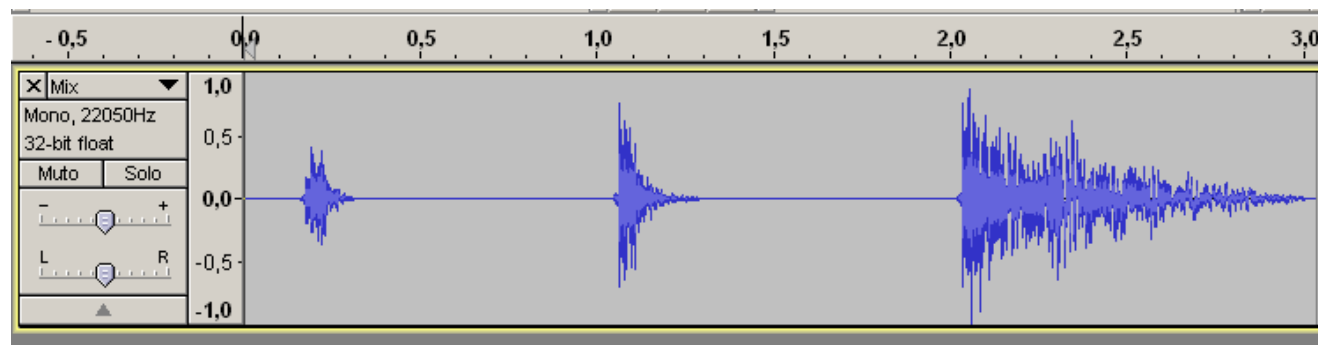 - 0,5 0,0 0,5 1,0 1,5 2,0 2,5 3,0
X Mix
Mono, 22050Hz
32-bit float
Muto Solo
- +
L R
1,0
0,5
0,0
-0,5
-1,0